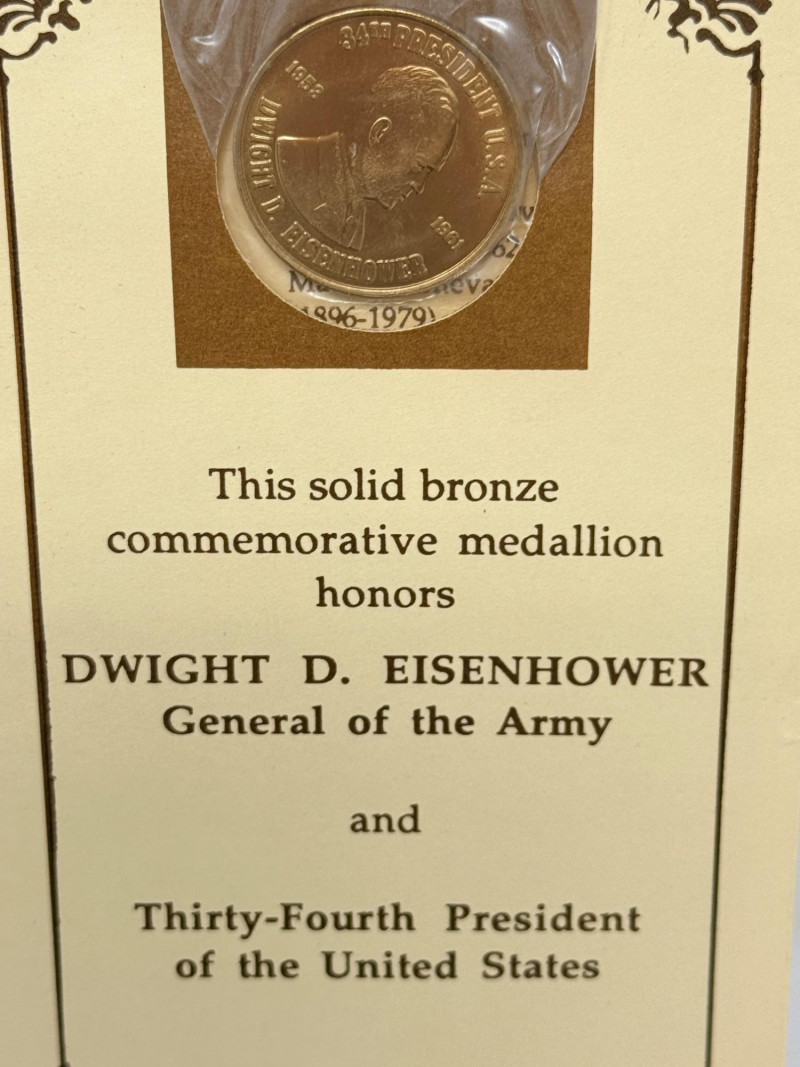 34TH PRESIDENT U.S.A.
1953
DWIGHT D. EISENHOWER
1961
1896-1979)
This solid bronze
commemorative medallion
honors
DWIGHT D. EISENHOWER
General of the Army
and
Thirty-Fourth President
of the United States